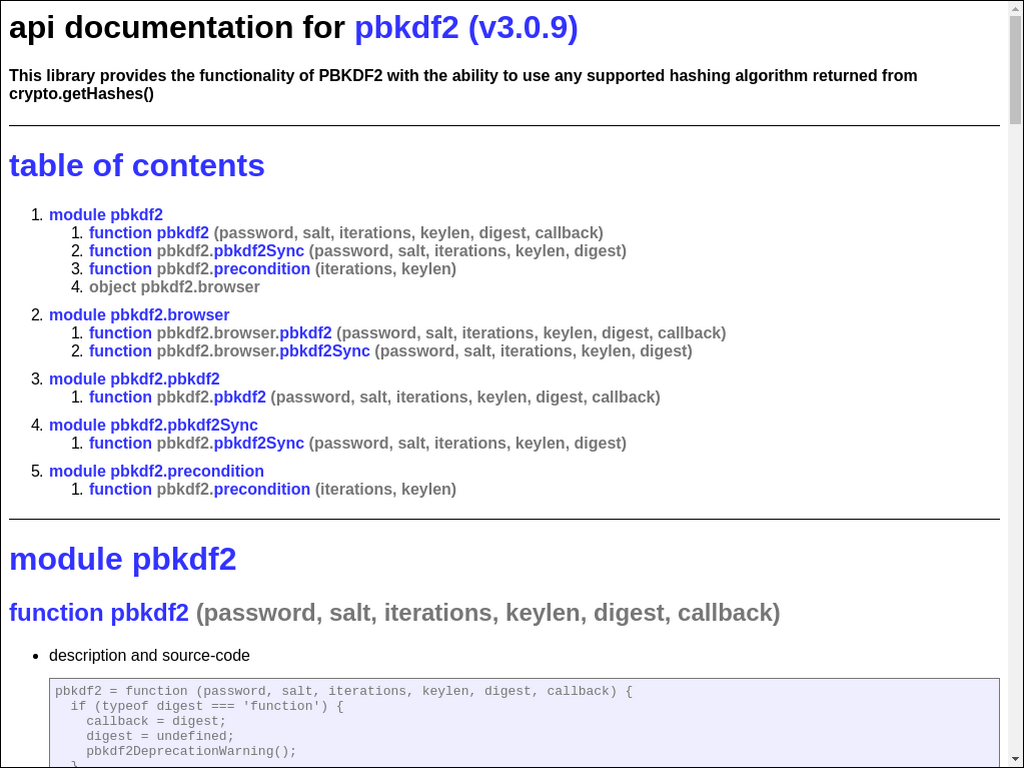 api documentation for pbkdf2 (v3.0.9)
This library provides the functionality of PBKDF2 with the ability to use any supported hashing algorithm returned from
crypto.getHashes()
table of contents
1. module pbkdf2
1. function pbkdf2 (password, salt, iterations, keylen, digest, callback)
2. function pbkdf2.pbkdf2Sync (password, salt, iterations, keylen, digest)
3. function pbkdf2.precondition (iterations, keylen)
4. object pbkdf2.browser
2. module pbkdf2.browser
1. function pbkdf2.browser.pbkdf2 (password, salt, iterations, keylen, digest, callback)
2. function pbkdf2.browser.pbkdf2Sync (password, salt, iterations, keylen, digest)
3. module pbkdf2.pbkdf2
1. function pbkdf2.pbkdf2 (password, salt, iterations, keylen, digest, callback)
4. module pbkdf2.pbkdf2Sync
1. function pbkdf2.pbkdf2Sync (password, salt, iterations, keylen, digest)
5. module pbkdf2.precondition
1. function pbkdf2.precondition (iterations, keylen)
module pbkdf2
function pbkdf2 (password, salt, iterations, keylen, digest, callback)
• description and source-code
pbkdf2 = function (password, salt, iterations, keylen, digest, callback) {
  if (typeof digest === 'function') {
    callback = digest;
    digest = undefined;
    pbkdf2DeprecationWarning();
  }